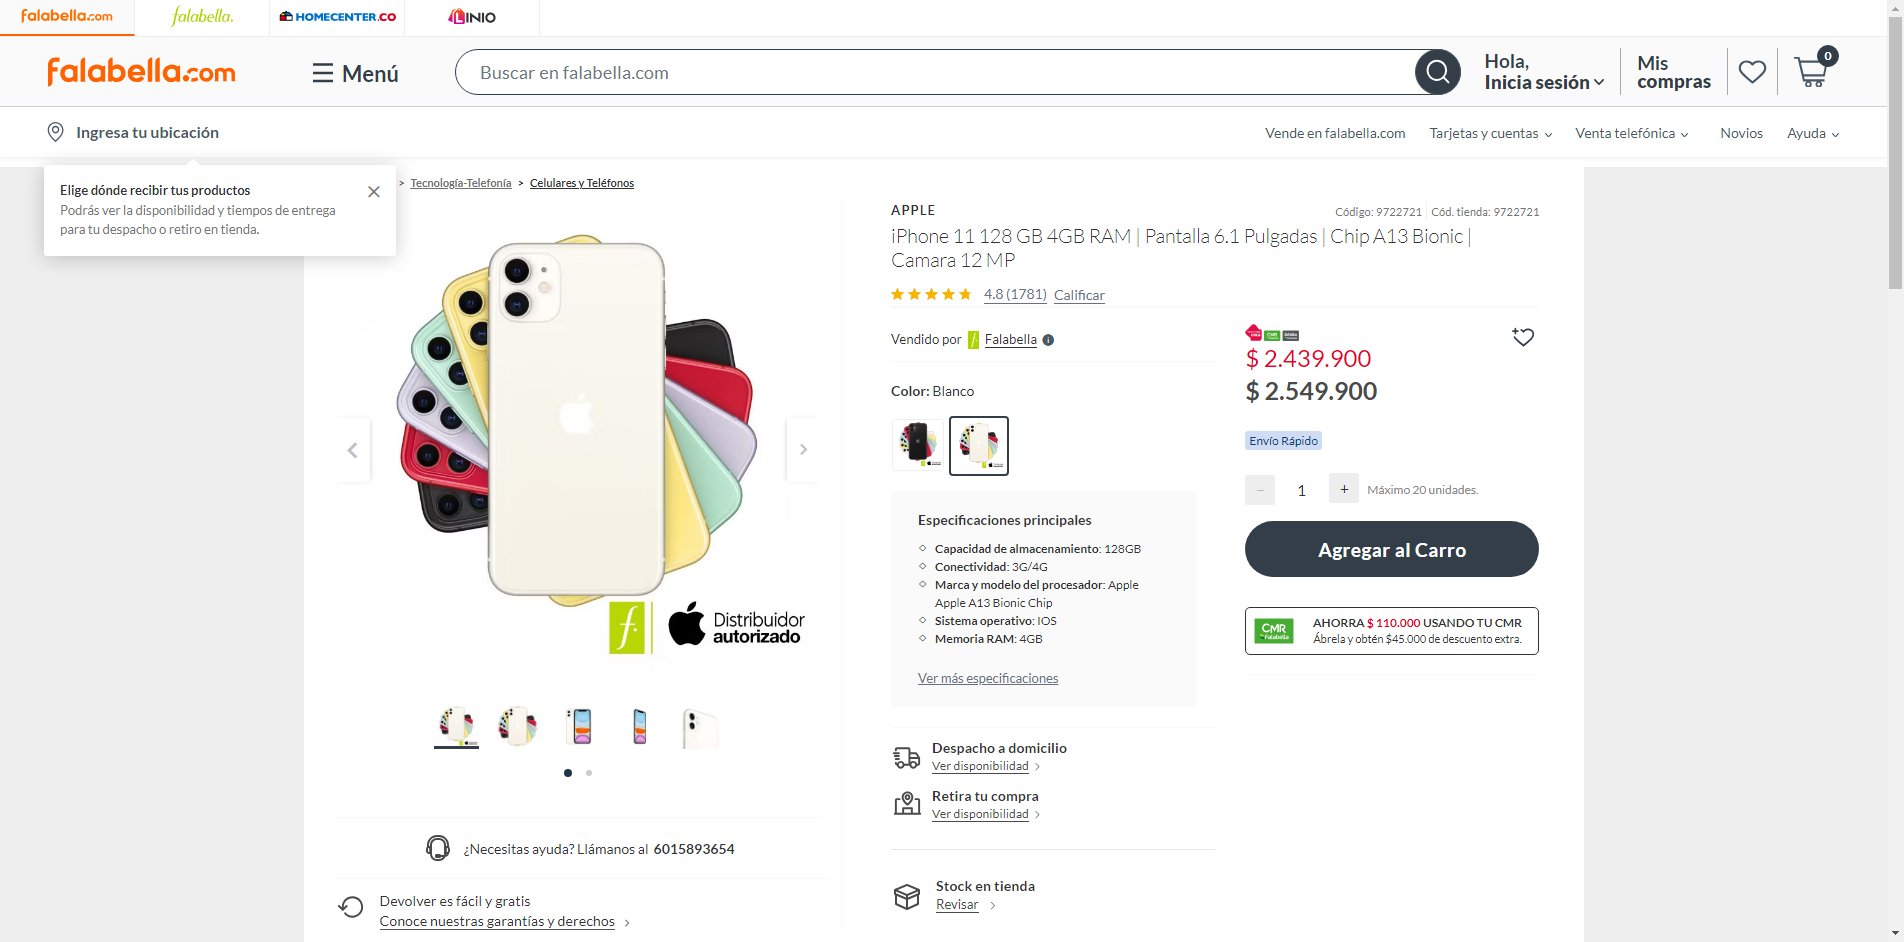 falabella.com
falabella.
HOMECENTER.CO
LINIO
falabella.com
Menú
Buscar en falabella.com
Hola,
Inicia sesión
Mis
compras
0
Ingresa tu ubicación
Vende en falabella.com
Tarjetas y cuentas
Venta telefónica
Novios
Ayuda
Elige dónde recibir tus productos
Podrás ver la disponibilidad y tiempos de entrega
para tu despacho o retiro en tienda.
> Tecnología-Telefonía > Celulares y Teléfonos
APPLE
Código: 9722721 Cód. tienda: 9722721
iPhone 11 128 GB 4GB RAM | Pantalla 6.1 Pulgadas | Chip A13 Bionic |
Camara 12 MP
4.8 (1781) Calificar
Vendido por f. Falabella
$ 2.439.900
$ 2.549.900
Color: Blanco
Envío Rápido
- 1 + Máximo 20 unidades.
Agregar al Carro
Especificaciones principales
Capacidad de almacenamiento: 128GB
Conectividad: 3G/4G
Marca y modelo del procesador: Apple
Apple A13 Bionic Chip
Sistema operativo: IOS
Memoria RAM: 4GB
Ver más especificaciones
CMR
Falabella
AHORRA $ 110.000 USANDO TU CMR
Ábrela y obtén $45.000 de descuento extra.
f.
Distribuidor
autorizado
Despacho a domicilio
Ver disponibilidad
Retira tu compra
Ver disponibilidad
¿Necesitas ayuda? Llámanos al 6015893654
Stock en tienda
Revisar
Devolver es fácil y gratis
Conoce nuestras garantías y derechos